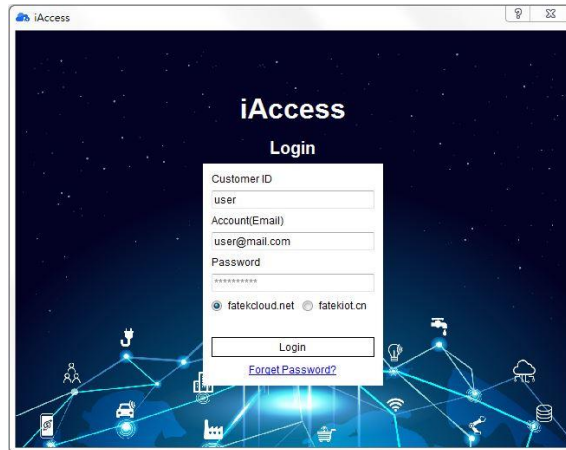 iAccess
iAccess
Login
Customer ID
user
Account(Email)
user@mail.com
Password
**********
fatekcloud.net fatekiot.cn
Login
Forget Password?